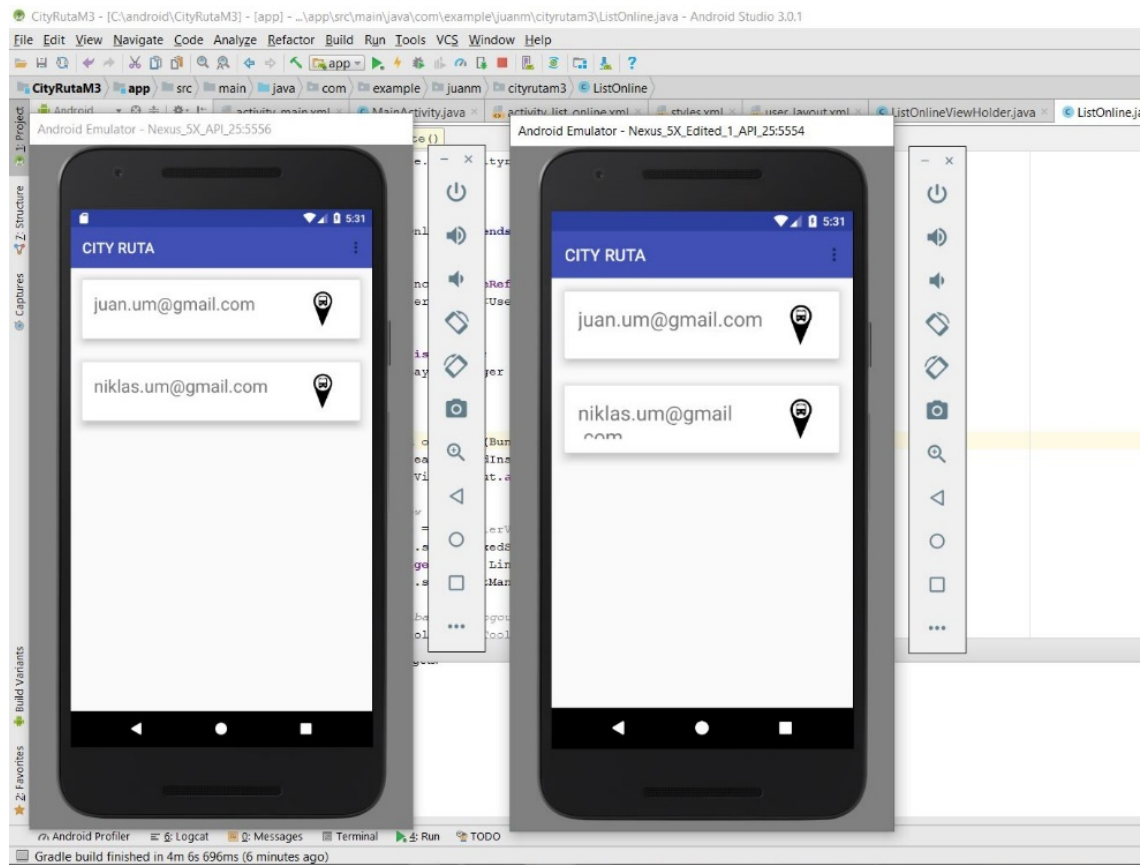 CityRutaM3 - [C:\android\CityRutaM3] - [app] - ...\app\src\main\java\com\example\juanm\cityrutam3\ListOnline.java - Android Studio 3.0.1
File Edit View Navigate Code Analyze Refactor Build Run Tools VCS Window Help
app
CityRutaM3 app src main java com example juanm cityrutam3 ListOnline
Android activity_main.xml MainActivity.java activity_list_online.xml styles.xml user_layout.xml ListOnlineViewHolder.java ListOnline.ja
1: Project
Z: Structure
Captures
Build Variants
2: Favorites
Android Emulator - Nexus_5X_API_25:5556
5:31
CITY RUTA
juan.um@gmail.com
niklas.um@gmail.com
Android Emulator - Nexus_5X_Edited_1_API_25:5554
5:31
CITY RUTA
juan.um@gmail.com
niklas.um@gmail
.com
Android Profiler 6: Logcat 0: Messages Terminal 4: Run TODO
Gradle build finished in 4m 6s 696ms (6 minutes ago)